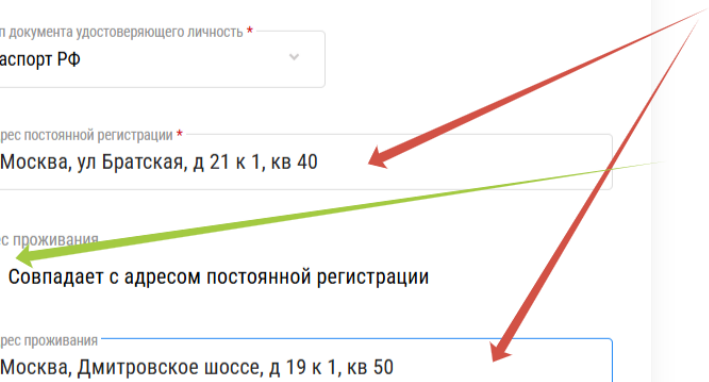 п документа удостоверяющего личность *
аспорт РФ
рес постоянной регистрации *
Москва, ул Братская, д 21 к 1, кв 40
с проживания
Совпадает с адресом постоянной регистрации
рес проживания
Москва, Дмитровское шоссе, д 19 к 1, кв 50